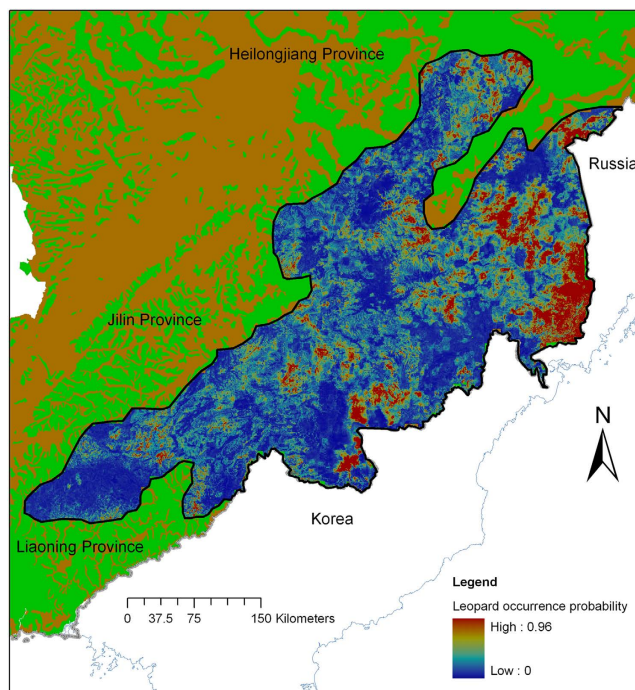 Heilongjiang Province
Russia
Jilin Province
N
Korea
Liaoning Province
0 37.5 75 150 Kilometers
Legend
Leopard occurrence probability
High : 0.96
Low : 0